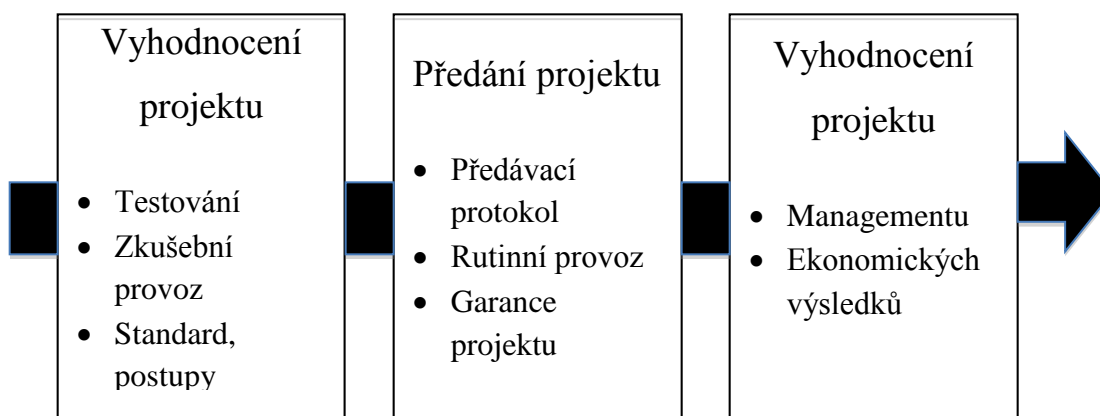 Vyhodnocení
projektu
• Testování
• Zkušební
provoz
• Standard,
postupy
Předání projektu
• Předávací
protokol
• Rutinní provoz
• Garance
projektu
Vyhodnocení
projektu
• Managementu
• Ekonomických
výsledků